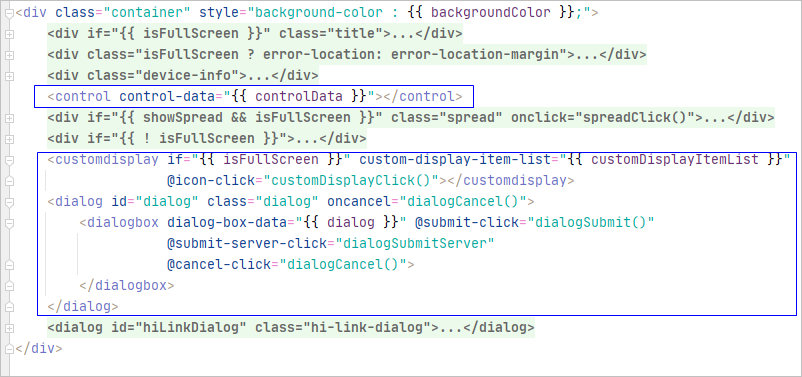 <div class="container" style="background-color : {{ backgroundColor }};">
<div if="{{ isFullScreen }}" class="title">...</div>
<div class="isFullScreen ? error-location: error-location-margin">...</div>
<div class="device-info">...</div>
<control control-data="{{ controlData }}"></control>
<div if="{{ showSpread && isFullScreen }}" class="spread" onclick="spreadClick()">...</div>
<div if="{{ ! isFullScreen }}">...</div>
<customdisplay if="{{ isFullScreen }}" custom-display-item-list="{{ customDisplayItemList }}"
@icon-click="customDisplayClick()"></customdisplay>
<dialog id="dialog" class="dialog" oncancel="dialogCancel()">
<dialogbox dialog-box-data="{{ dialog }}" @submit-click="dialogSubmit()"
@submit-server-click="dialogSubmitServer"
@cancel-click="dialogCancel()">
</dialogbox>
</dialog>
<dialog id="hiLinkDialog" class="hi-link-dialog">...</dialog>
</div>